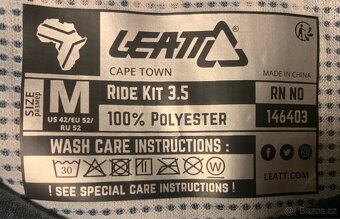 LEATT
CAPE TOWN
MADE IN CHINA
SIZE
размер
M
US 42/EU 52/
RU 52
RIDE KIT 3.5
100% POLYESTER
RN NO
146403
WASH CARE INSTRUCTIONS :
30
! SEE SPECIAL CARE INSTRUCTIONS !
LEATT.COM
Bazos.cz